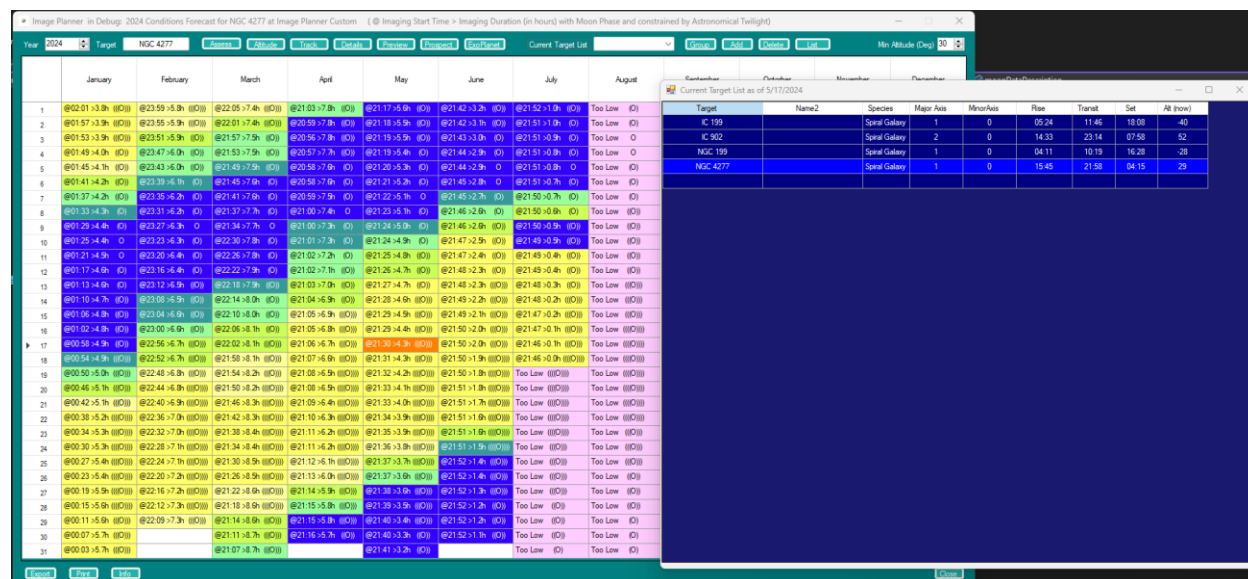 Image Planner in Debug: 2024 Conditions Forecast for NGC 4277 at Image Planner Custom ( @ Imaging Start Time > Imaging Duration (in hours) with Moon Phase and constrained by Astronomical Twilight)
Year 2024 Target NGC 4277 Assess Altitude Track Details Preview Prospect ExoPlanet Current Target List Group Add Delete List Min Altitude (Deg) 30
January February March April May June July August September October November December
1 @02:01 >3.8h @23:59 >5.8h @22:05 >7.4h @21:03 >7.8h @21:17 >5.6h @21:42 >3.2h @21:52 >1.0h Too Low
2 @01:57 >3.9h @23:55 >5.9h @22:01 >7.4h @20:59 >7.8h @21:18 >5.5h @21:42 >3.1h @21:51 >1.0h Too Low
3 @01:53 >3.9h @23:51 >5.9h @21:57 >7.5h @20:56 >7.8h @21:19 >5.5h @21:43 >3.0h @21:51 >0.9h Too Low
4 @01:49 >4.0h @23:47 >6.0h @21:53 >7.5h @20:57 >7.7h @21:19 >5.4h @21:44 >2.9h @21:51 >0.8h Too Low
5 @01:45 >4.1h @23:43 >6.0h @21:49 >7.5h @20:58 >7.6h @21:20 >5.3h @21:44 >2.9h @21:51 >0.8h Too Low
6 @01:41 >4.2h @23:39 >6.1h @21:45 >7.6h @20:58 >7.6h @21:21 >5.2h @21:45 >2.8h @21:51 >0.7h Too Low
7 @01:37 >4.2h @23:35 >6.2h @21:41 >7.6h @20:59 >7.5h @21:22 >5.1h @21:45 >2.7h @21:50 >0.7h Too Low
8 @01:33 >4.3h @23:31 >6.2h @21:37 >7.7h @21:00 >7.4h @21:23 >5.1h @21:46 >2.6h @21:50 >0.6h Too Low
9 @01:29 >4.4h @23:27 >6.3h @21:34 >7.7h @21:00 >7.3h @21:24 >5.0h @21:46 >2.6h @21:50 >0.5h Too Low
10 @01:25 >4.4h @23:23 >6.3h @22:30 >7.8h @21:01 >7.3h @21:24 >4.9h @21:47 >2.5h @21:49 >0.5h Too Low
11 @01:21 >4.5h @23:20 >6.4h @22:26 >7.8h @21:02 >7.2h @21:25 >4.8h @21:47 >2.4h @21:49 >0.4h Too Low
12 @01:17 >4.6h @23:16 >6.4h @22:22 >7.9h @21:02 >7.1h @21:26 >4.7h @21:48 >2.3h @21:49 >0.4h Too Low
13 @01:13 >4.6h @23:12 >6.5h @22:18 >7.9h @21:03 >7.0h @21:27 >4.7h @21:48 >2.3h @21:48 >0.3h Too Low
14 @01:10 >4.7h @23:08 >6.5h @22:14 >8.0h @21:04 >6.9h @21:28 >4.6h @21:49 >2.2h @21:48 >0.2h Too Low
15 @01:06 >4.8h @23:04 >6.6h @22:10 >8.0h @21:05 >6.9h @21:29 >4.5h @21:49 >2.1h @21:47 >0.2h Too Low
16 @01:02 >4.8h @23:00 >6.6h @22:06 >8.1h @21:05 >6.8h @21:29 >4.4h @21:50 >2.0h @21:47 >0.1h Too Low
17 @00:58 >4.9h @22:56 >6.7h @22:02 >8.1h @21:06 >6.7h @21:30 >4.3h @21:50 >2.0h @21:46 >0.1h Too Low
18 @00:54 >4.9h @22:52 >6.7h @21:58 >8.1h @21:07 >6.6h @21:31 >4.3h @21:50 >1.9h @21:46 >0.0h Too Low
19 @00:50 >5.0h @22:48 >6.8h @21:54 >8.2h @21:08 >6.5h @21:32 >4.2h @21:50 >1.8h Too Low Too Low
20 @00:46 >5.1h @22:44 >6.8h @21:50 >8.2h @21:08 >6.5h @21:33 >4.1h @21:51 >1.8h Too Low Too Low
21 @00:42 >5.1h @22:40 >6.9h @21:46 >8.3h @21:09 >6.4h @21:33 >4.0h @21:51 >1.7h Too Low Too Low
22 @00:38 >5.2h @22:36 >7.0h @21:42 >8.3h @21:10 >6.3h @21:34 >3.9h @21:51 >1.6h Too Low Too Low
23 @00:34 >5.3h @22:32 >7.0h @21:38 >8.4h @21:11 >6.2h @21:35 >3.9h @21:51 >1.6h Too Low Too Low
24 @00:30 >5.3h @22:28 >7.1h @21:34 >8.4h @21:11 >6.2h @21:36 >3.8h @21:51 >1.5h Too Low Too Low
25 @00:27 >5.4h @22:24 >7.1h @21:30 >8.5h @21:12 >6.1h @21:37 >3.7h @21:52 >1.4h Too Low Too Low
26 @00:23 >5.4h @22:20 >7.2h @21:26 >8.5h @21:13 >6.0h @21:37 >3.6h @21:52 >1.4h Too Low Too Low
27 @00:19 >5.5h @22:16 >7.2h @21:22 >8.6h @21:14 >5.9h @21:38 >3.6h @21:52 >1.3h Too Low Too Low
28 @00:15 >5.6h @22:12 >7.3h @21:18 >8.6h @21:15 >5.8h @21:39 >3.5h @21:52 >1.2h Too Low Too Low
29 @00:11 >5.6h @22:09 >7.3h @21:14 >8.6h @21:15 >5.8h @21:40 >3.4h @21:52 >1.2h Too Low Too Low
30 @00:07 >5.7h @21:11 >8.7h @21:16 >5.7h @21:40 >3.3h @21:52 >1.1h Too Low Too Low
31 @00:03 >5.7h @21:07 >8.7h @21:41 >3.2h Too Low Too Low
Export Print Info Close
Current Target List as of 5/17/2024
Target Name2 Species Major Axis MinorAxis Rise Transit Set Alt (now)
IC 199 Spiral Galaxy 1 0 05:24 11:46 18:08 -40
IC 902 Spiral Galaxy 2 0 14:33 23:14 07:58 52
NGC 199 Spiral Galaxy 1 0 04:11 10:19 16:28 -28
NGC 4277 Spiral Galaxy 1 0 15:45 21:58 04:15 29